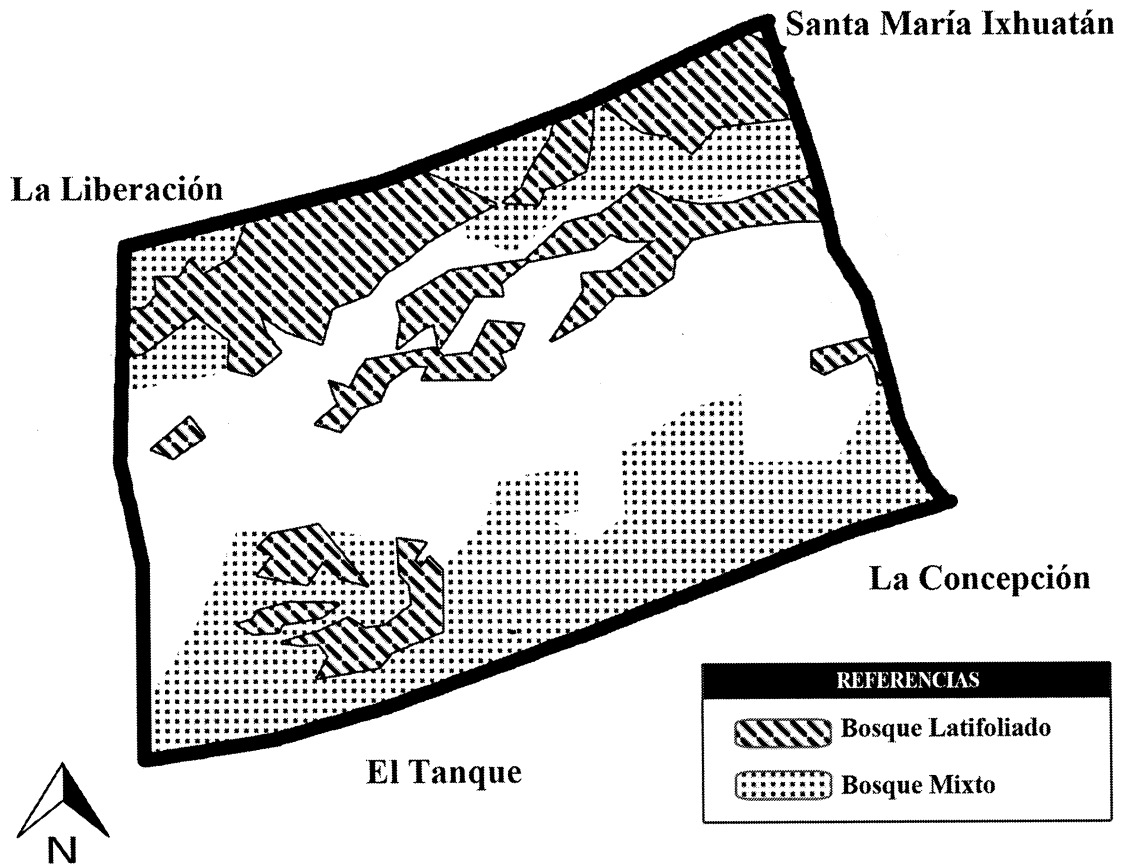 Santa María Ixhuatán
La Liberación
La Concepción
El Tanque
REFERENCIAS
Bosque Latifoliado
Bosque Mixto
N